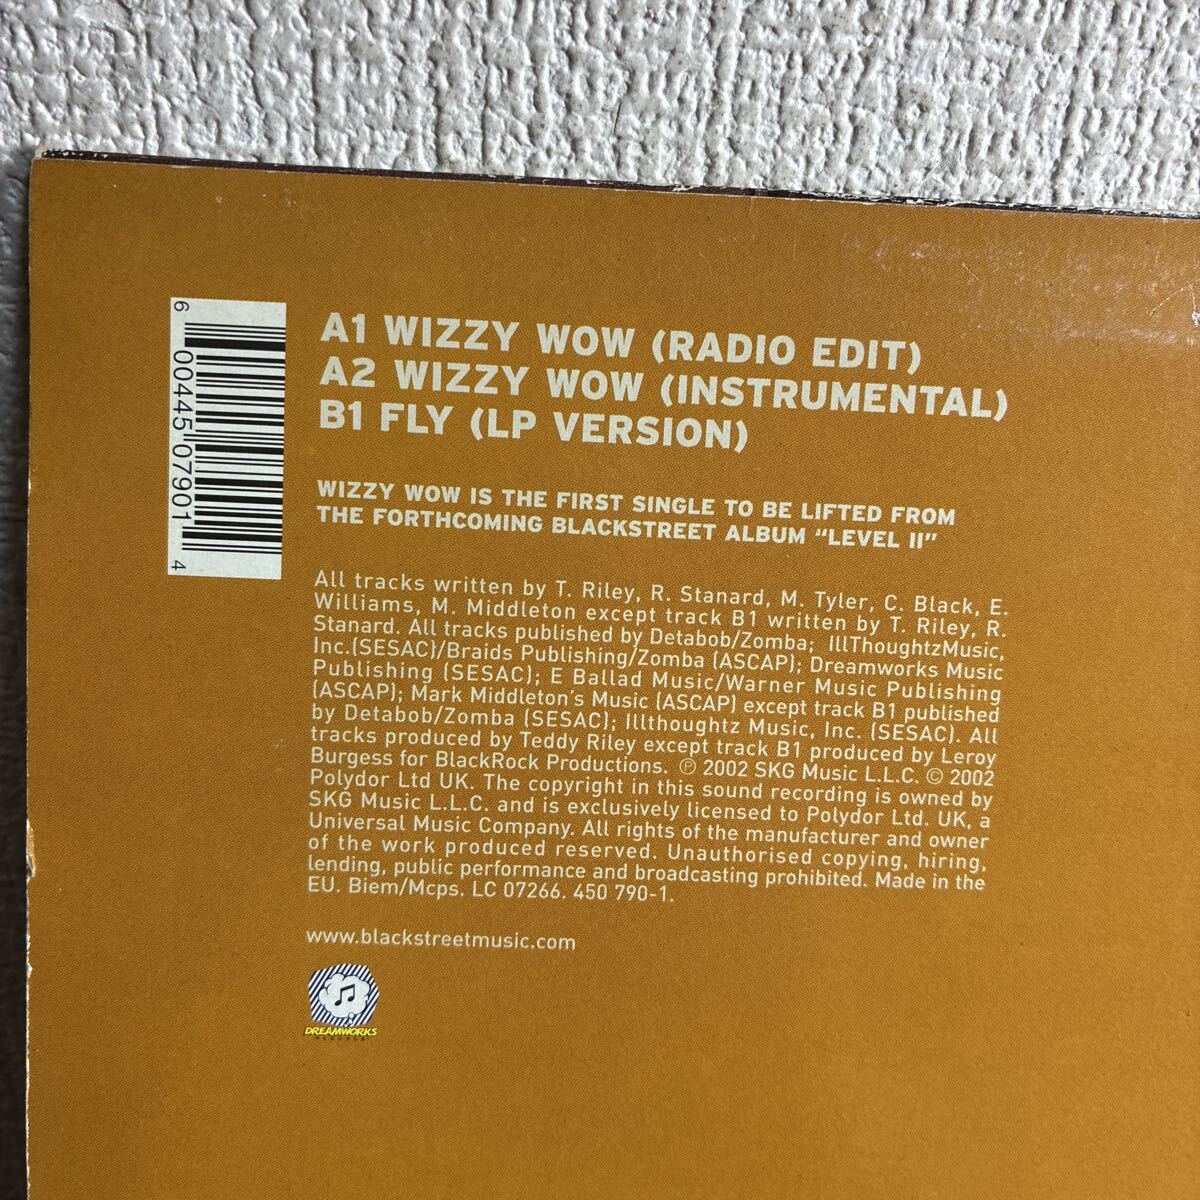 A1 WIZZY WOW (RADIO EDIT)
A2 WIZZY WOW (INSTRUMENTAL)
B1 FLY (LP VERSION)
WIZZY WOW IS THE FIRST SINGLE TO BE LIFTED FROM
THE FORTHCOMING BLACKSTREET ALBUM "LEVEL II"
All tracks written by T. Riley, R. Stanard, M. Tyler, C. Black, E.
Williams, M. Middleton except track B1 written by T. Riley, R.
Stanard. All tracks published by Detabob/Zomba; IllThoughtzMusic,
Inc.(SESAC)/Braids Publishing/Zomba (ASCAP); Dreamworks Music
Publishing (SESAC); E Ballad Music/Warner Music Publishing
(ASCAP); Mark Middleton's Music (ASCAP) except track B1 published
by Detabob/Zomba (SESAC); Illthoughtz Music, Inc. (SESAC). All
tracks produced by Teddy Riley except track B1 produced by Leroy
Burgess for BlackRock Productions. ℗ 2002 SKG Music L.L.C. © 2002
Polydor Ltd UK. The copyright in this sound recording is owned by
SKG Music L.L.C. and is exclusively licensed to Polydor Ltd. UK, a
Universal Music Company. All rights of the manufacturer and owner
of the work produced reserved. Unauthorised copying, hiring,
lending, public performance and broadcasting prohibited. Made in the
EU. Biem/Mcps. LC 07266. 450 790-1.
www.blackstreetmusic.com
DREAMWORKS
RECORDS
6 00445 07901 4